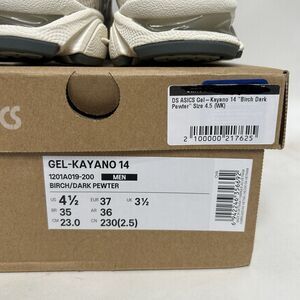 DS ASICS Gel-Kayano 14 "Birch Dark
Pewter" Size 4.5 (WN)
2 100000 217625
CS
GEL-KAYANO 14
1201A019-200 MEN
BIRCH/DARK PEWTER
US 4½ EUR 37 UK 3½
BR 35 AR 36
CM 23.0 CN 230(2.5)